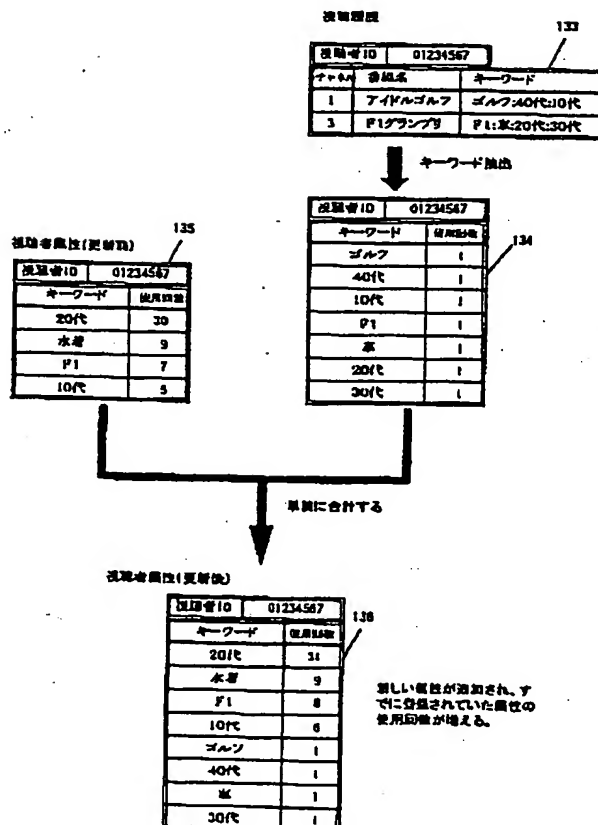 視聴履歴
133
視聴者ID 01234567
チャネル 番組名 キーワード
1 アイドルゴルフ ゴルフ:40代:10代
3 F1グランプリ F1:車:20代:30代
キーワード抽出
視聴者ID 01234567
134
キーワード 使用回数
ゴルフ 1
40代 1
10代 1
F1 1
車 1
20代 1
30代 1
135
視聴者属性(更新前)
視聴者ID 01234567
キーワード 使用回数
20代 30
水着 9
F1 7
10代 5
単純に合計する
視聴者属性(更新後)
視聴者ID 01234567
136
キーワード 使用回数
20代 31
水着 9
F1 8
10代 6
ゴルフ 1
40代 1
車 1
30代 1
新しい属性が追加され、す
でに登録されていた属性の
使用回数が増える。